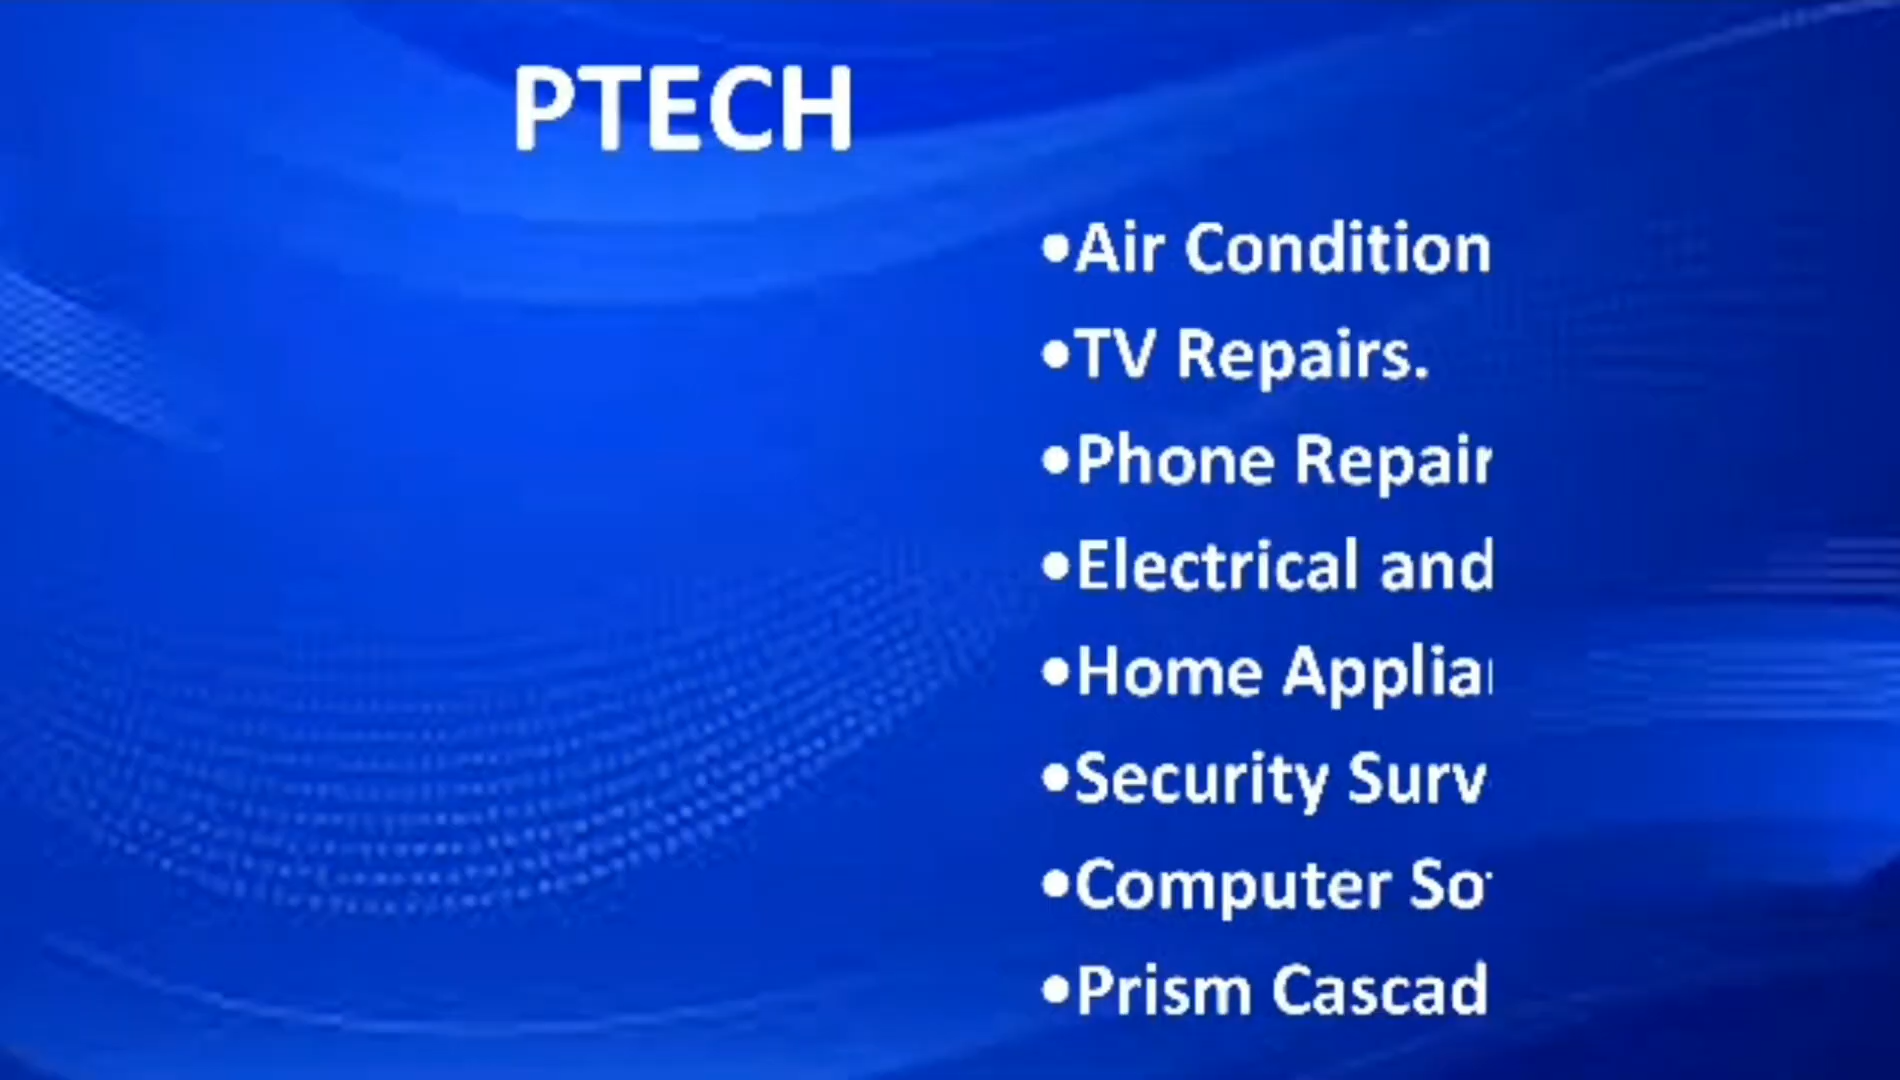 PTECH
•Air Condition
•TV Repairs.
•Phone Repair
•Electrical and
•Home Applia
•Security Surv
•Computer So
•Prism Cascad